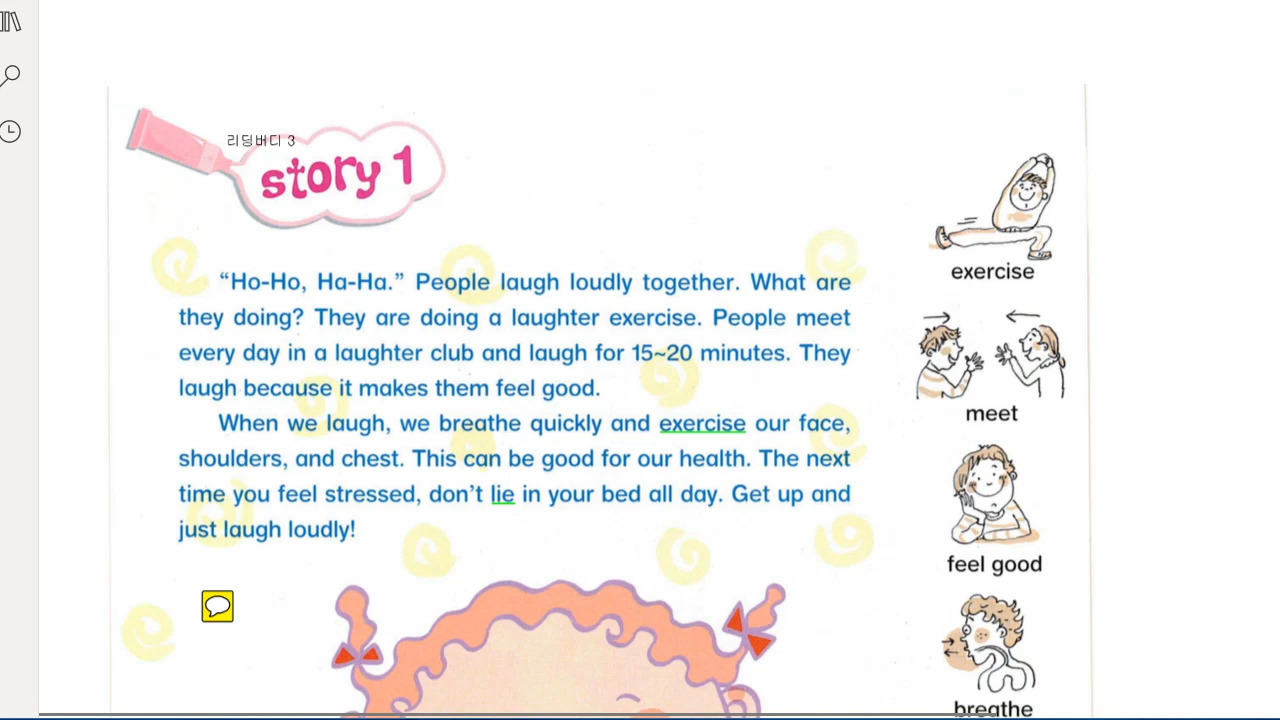 리딩버디 3
story 1
“Ho-Ho, Ha-Ha.” People laugh loudly together. What are
they doing? They are doing a laughter exercise. People meet
every day in a laughter club and laugh for 15~20 minutes. They
laugh because it makes them feel good.
When we laugh, we breathe quickly and exercise our face,
shoulders, and chest. This can be good for our health. The next
time you feel stressed, don’t lie in your bed all day. Get up and
just laugh loudly!
exercise
meet
feel good
breathe